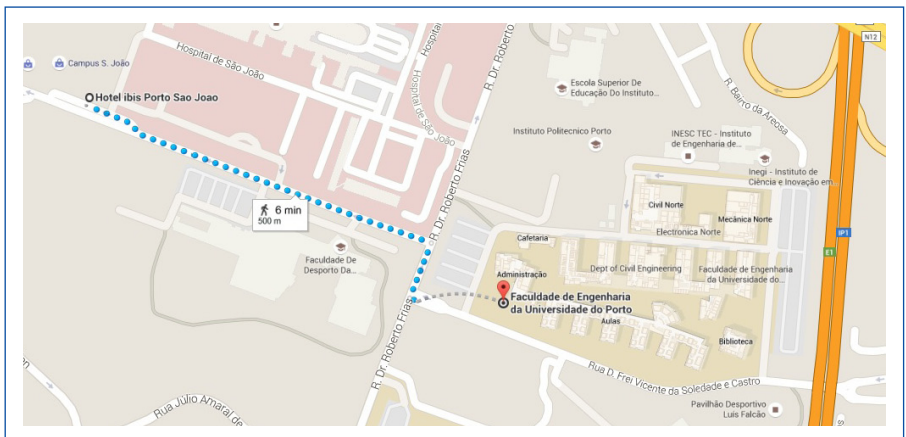 N12
Campus S. João
Hospital de São João
Hotel ibis Porto Sao Joao
Hospital
Hospital de São João
R. Dr. Roberto
Escola Superior De
Educação Do Instituto...
R. Bairro da Areosa
Instituto Politecnico Porto
INESC TEC - Instituto
de Engenharia de...
Inegi - Instituto de
Ciência e Inovação em...
6 min
500 m
R. Dr. Roberto Frias
Civil Norte
Mecânica Norte
Electronica Norte
IP1
E1
Cafetaria
Faculdade De
Desporto Da...
Administração
Dept of Civil Engineering
Faculdade de Engenharia
da Universidade do...
Faculdade de Engenharia
da Universidade do Porto
Aulas
Biblioteca
R. Dr. Roberto Frias
Rua D. Frei Vicente da Soledade e Castro
Rua Júlio Amaral de
Pavilhão Desportivo
Luis Falcão